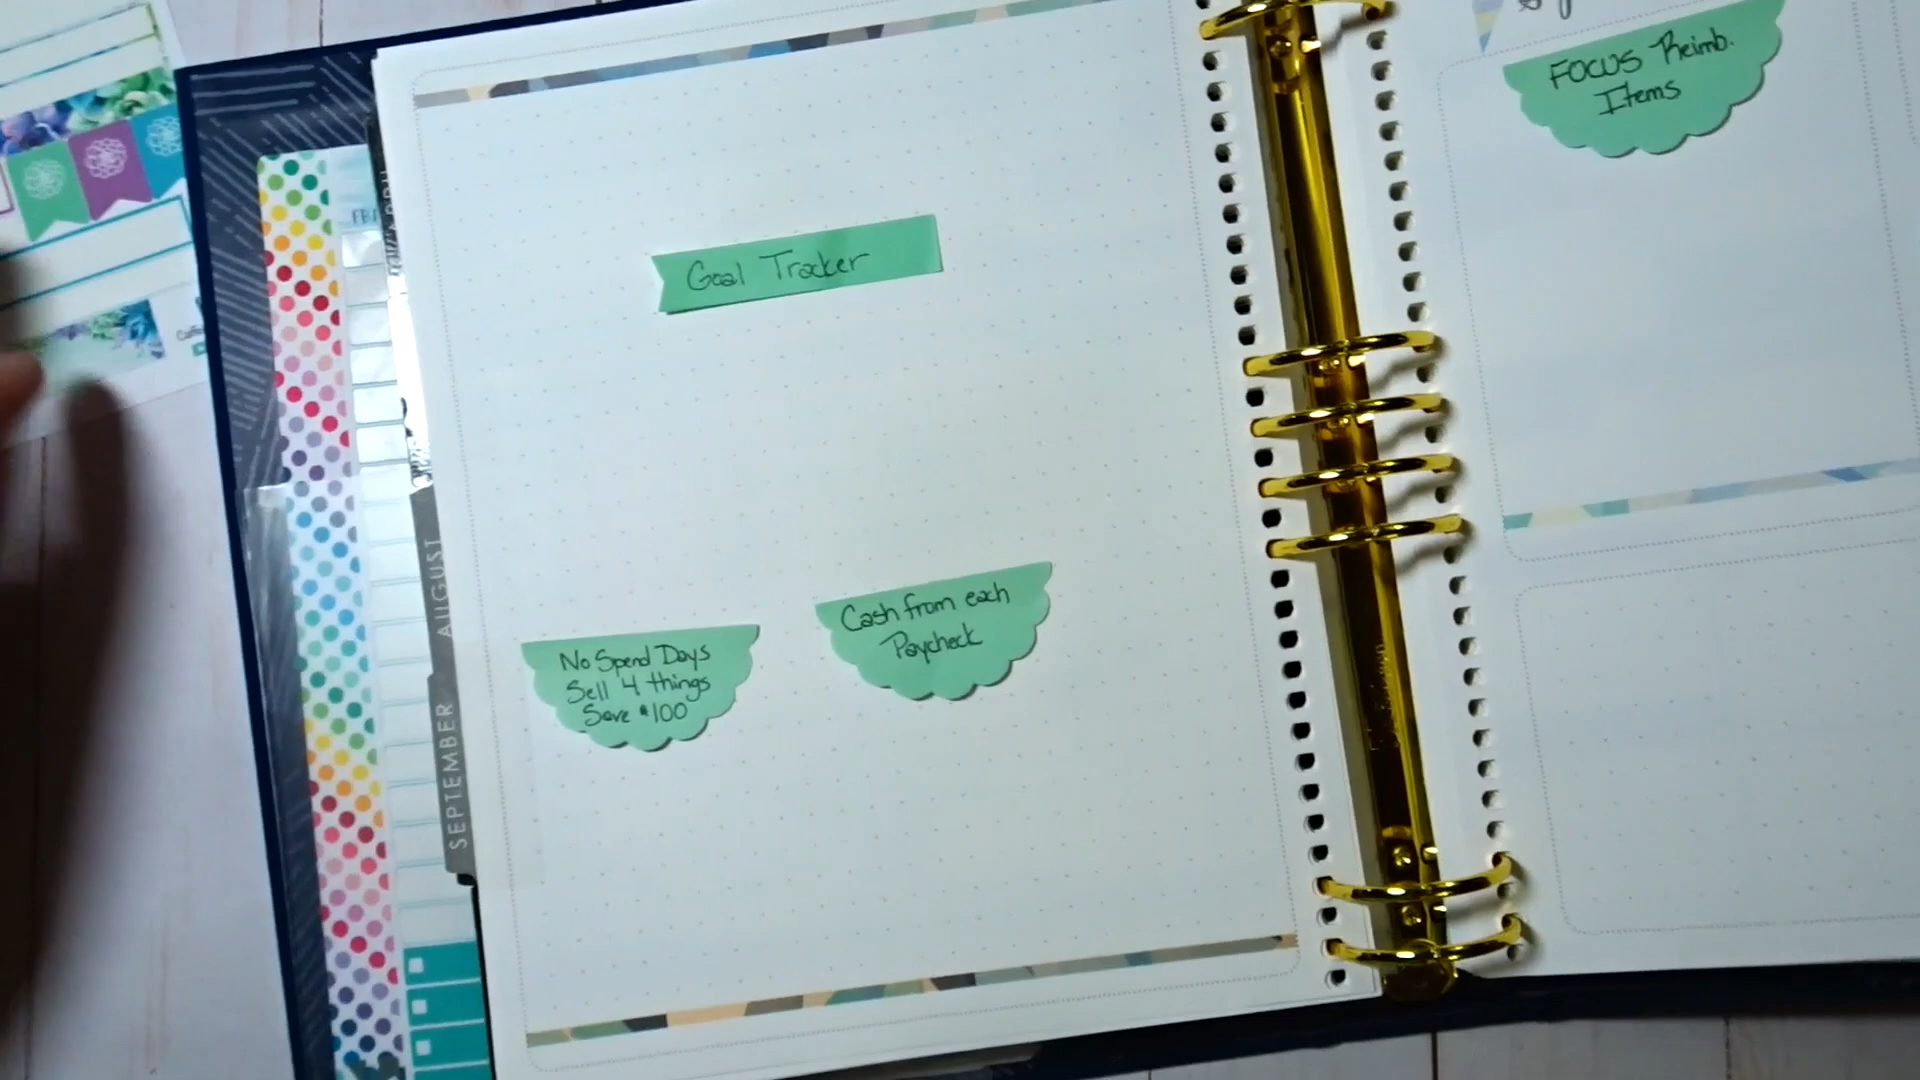 Goal Tracker
No Spend Days
Sell 4 things
Save $100
Cash from each
Paycheck
FOCUS Reimb.
Items
AUGUST
SEPTEMBER